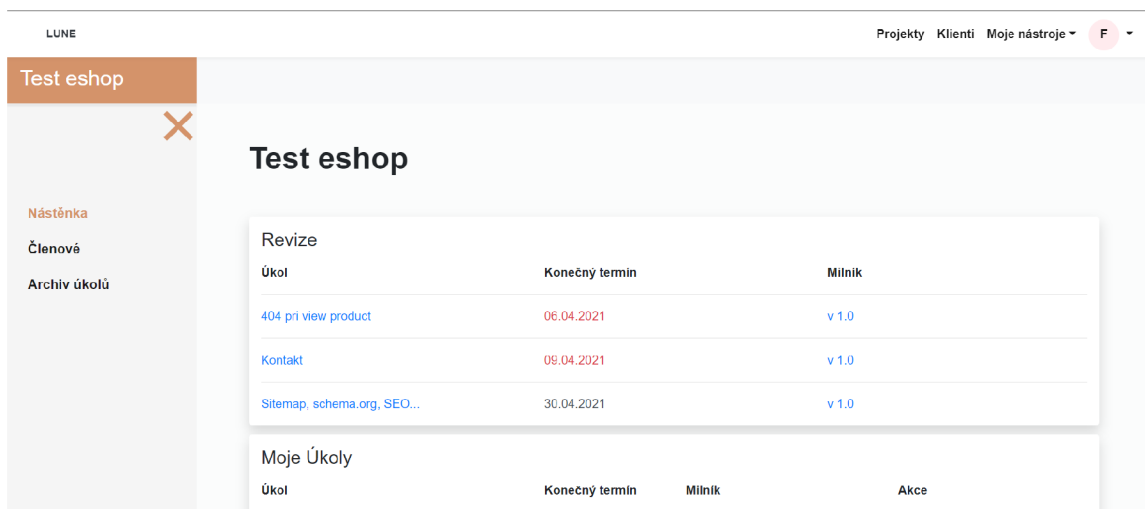 LUNE
Projekty Klienti Moje nástroje F
Test eshop
Test eshop
Nástěnka
Členové
Archiv úkolů
Revize
Úkol Konečný termín Milník
404 pri view product 06.04.2021 v 1.0
Kontakt 09.04.2021 v 1.0
Sitemap, schema.org, SEO... 30.04.2021 v 1.0
Moje Úkoly
Úkol Konečný termín Milník Akce